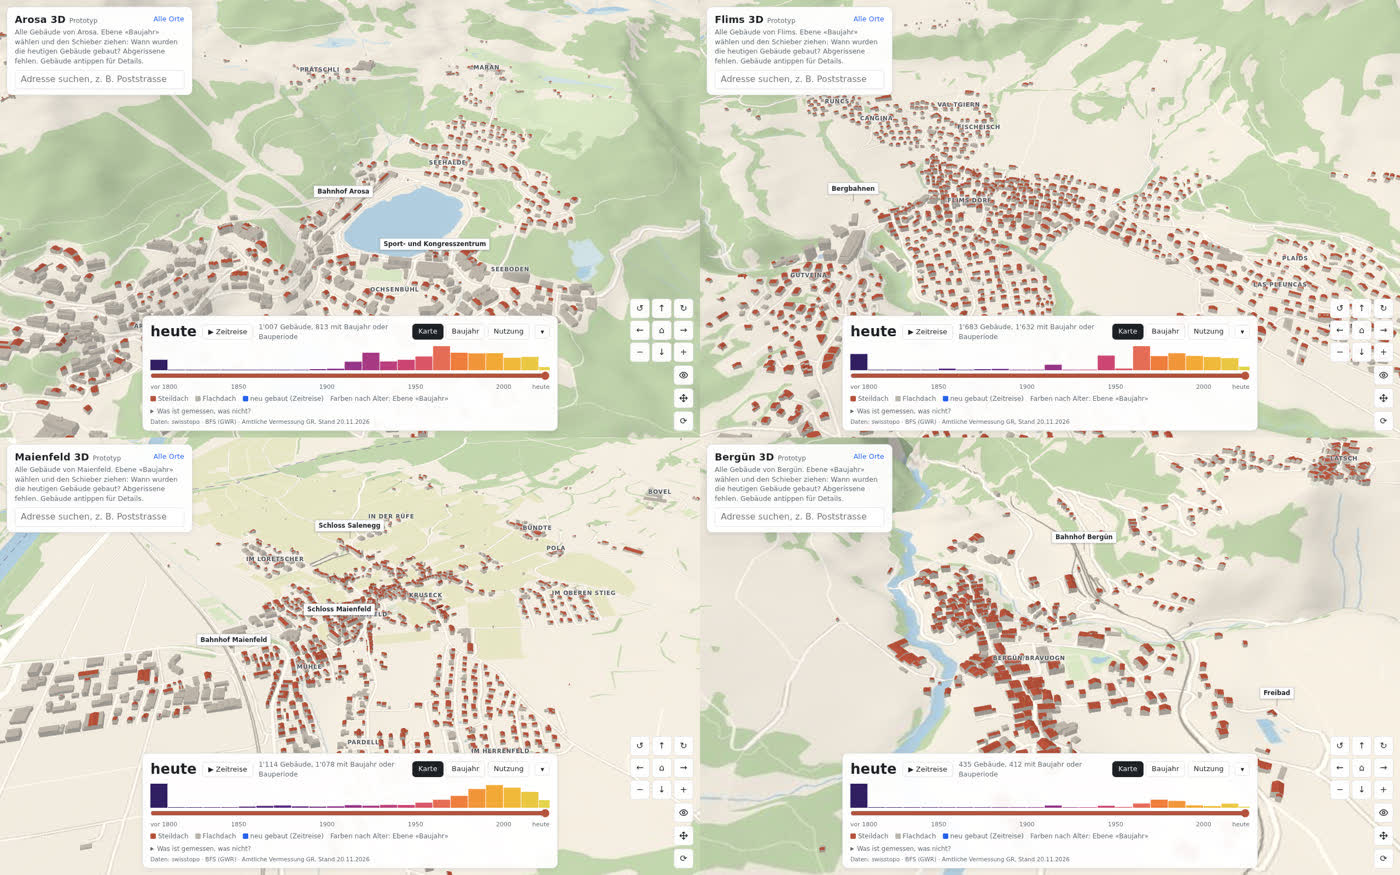 Arosa 3D Prototyp Alle Orte
Alle Gebäude von Arosa. Ebene «Baujahr»
wählen und den Schieber ziehen: Wann wurden
die heutigen Gebäude gebaut? Abgerissene
fehlen. Gebäude antippen für Details.
Adresse suchen, z. B. Poststrasse
PRÄTSCHLI
MARAN
SEEHALDE
Bahnhof Arosa
Sport- und Kongresszentrum
SEEBODEN
OCHSENBÜHL
heute
▶ Zeitreise
1'007 Gebäude, 813 mit Baujahr oder
Bauperiode
Karte Baujahr Nutzung
vor 1800 1850 1900 1950 2000 heute
Steildach Flachdach neu gebaut (Zeitreise) Farben nach Alter: Ebene «Baujahr»
▸ Was ist gemessen, was nicht?
Daten: swisstopo · BFS (GWR) · Amtliche Vermessung GR, Stand 20.11.2026
Flims 3D Prototyp Alle Orte
Alle Gebäude von Flims. Ebene «Baujahr»
wählen und den Schieber ziehen: Wann wurden
die heutigen Gebäude gebaut? Abgerissene
fehlen. Gebäude antippen für Details.
Adresse suchen, z. B. Poststrasse
RUNCS
CANGINA
VAL TGIERN
FISCHEISCH
Bergbahnen
FLIMS DORF
GUTVEINA
PLAIDS
LAS PLEUNCAS
heute
▶ Zeitreise
1'683 Gebäude, 1'632 mit Baujahr oder
Bauperiode
Karte Baujahr Nutzung
vor 1800 1850 1900 1950 2000 heute
Steildach Flachdach neu gebaut (Zeitreise) Farben nach Alter: Ebene «Baujahr»
▸ Was ist gemessen, was nicht?
Daten: swisstopo · BFS (GWR) · Amtliche Vermessung GR, Stand 20.11.2026
Maienfeld 3D Prototyp Alle Orte
Alle Gebäude von Maienfeld. Ebene «Baujahr»
wählen und den Schieber ziehen: Wann wurden
die heutigen Gebäude gebaut? Abgerissene
fehlen. Gebäude antippen für Details.
Adresse suchen, z. B. Poststrasse
BOVEL
IN DER RÜFE
Schloss Salenegg
BÜNDTE
POLA
IM LORETSCHER
IM OBEREN STIEG
KRUSECK
Schloss Maienfeld
Bahnhof Maienfeld
MÜHLE
PARDELL
IM HERRENFELD
heute
▶ Zeitreise
1'114 Gebäude, 1'078 mit Baujahr oder
Bauperiode
Karte Baujahr Nutzung
vor 1800 1850 1900 1950 2000 heute
Steildach Flachdach neu gebaut (Zeitreise) Farben nach Alter: Ebene «Baujahr»
▸ Was ist gemessen, was nicht?
Daten: swisstopo · BFS (GWR) · Amtliche Vermessung GR, Stand 20.11.2026
Bergün 3D Prototyp Alle Orte
Alle Gebäude von Bergün. Ebene «Baujahr»
wählen und den Schieber ziehen: Wann wurden
die heutigen Gebäude gebaut? Abgerissene
fehlen. Gebäude antippen für Details.
Adresse suchen, z. B. Poststrasse
LATSCH
Bahnhof Bergün
BERGÜN/BRAVUOGN
Freibad
heute
▶ Zeitreise
435 Gebäude, 412 mit Baujahr oder
Bauperiode
Karte Baujahr Nutzung
vor 1800 1850 1900 1950 2000 heute
Steildach Flachdach neu gebaut (Zeitreise) Farben nach Alter: Ebene «Baujahr»
▸ Was ist gemessen, was nicht?
Daten: swisstopo · BFS (GWR) · Amtliche Vermessung GR, Stand 20.11.2026